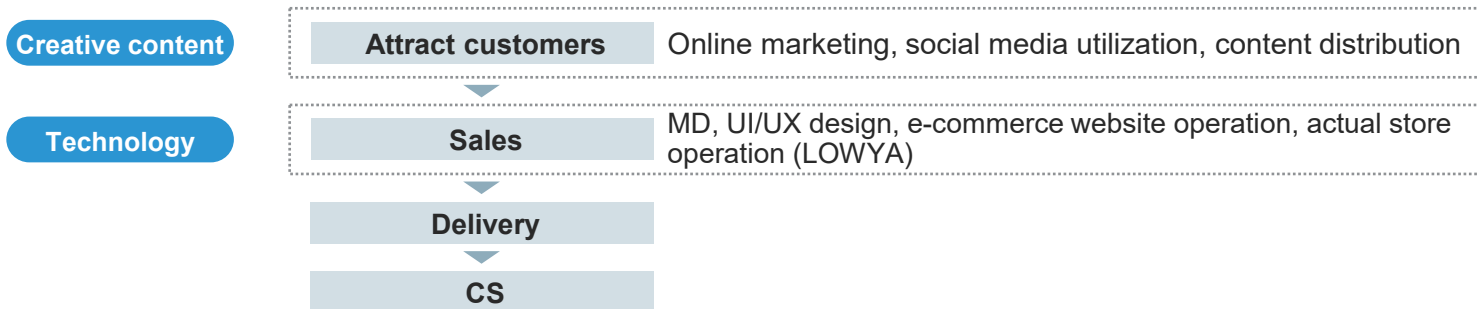 Creative content
Attract customers
Online marketing, social media utilization, content distribution
Technology
Sales
MD, UI/UX design, e-commerce website operation, actual store
operation (LOWYA)
Delivery
CS